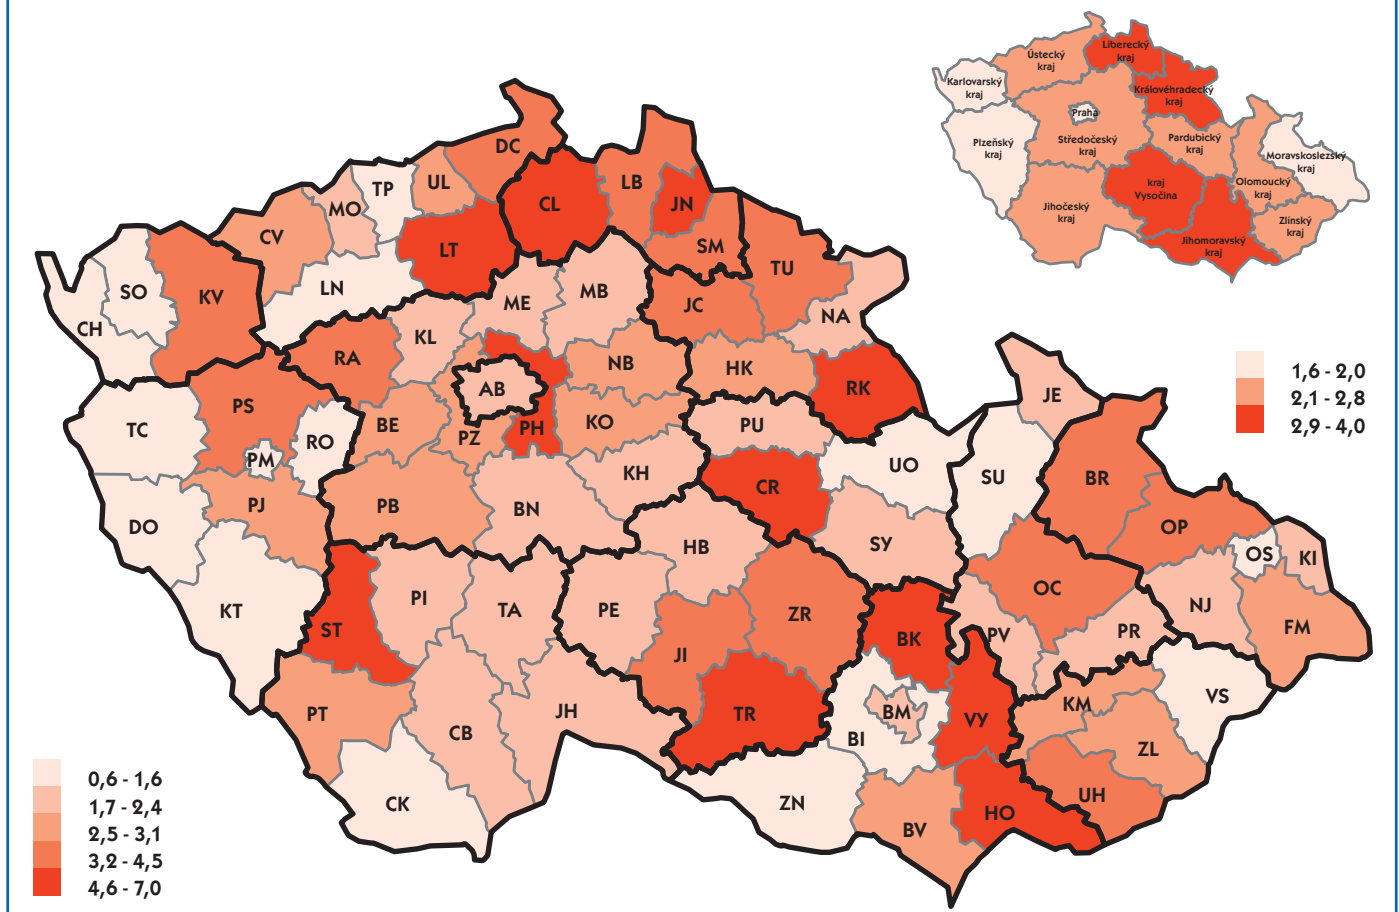 Liberecký
kraj
Ústecký
kraj
Karlovarský
kraj
Královéhradecký
kraj
Praha
Středočeský
kraj
Pardubický
kraj
Plzeňský
kraj
Moravskoslezský
kraj
kraj
Vysočina
Olomoucký
kraj
Jihočeský
kraj
Zlínský
kraj
Jihomoravský
kraj
1,6 - 2,0
2,1 - 2,8
2,9 - 4,0
DC
TP
UL
LB
MO
CL
JN
CV
LT
SM
TU
SO
KV
LN
ME
MB
JC
NA
CH
KL
RA
NB
HK
RK
AB
JE
PS
TC
BE
PH
KO
PU
RO
PZ
PM
UO
KH
CR
SU
BR
PJ
PB
BN
DO
OP
SY
HB
OS
KI
OC
KT
PI
TA
PE
ZR
NJ
ST
BK
PV
PR
FM
JI
VS
PT
JH
TR
BM
VY
KM
CB
BI
ZL
CK
ZN
UH
HO
BV
0,6 - 1,6
1,7 - 2,4
2,5 - 3,1
3,2 - 4,5
4,6 - 7,0